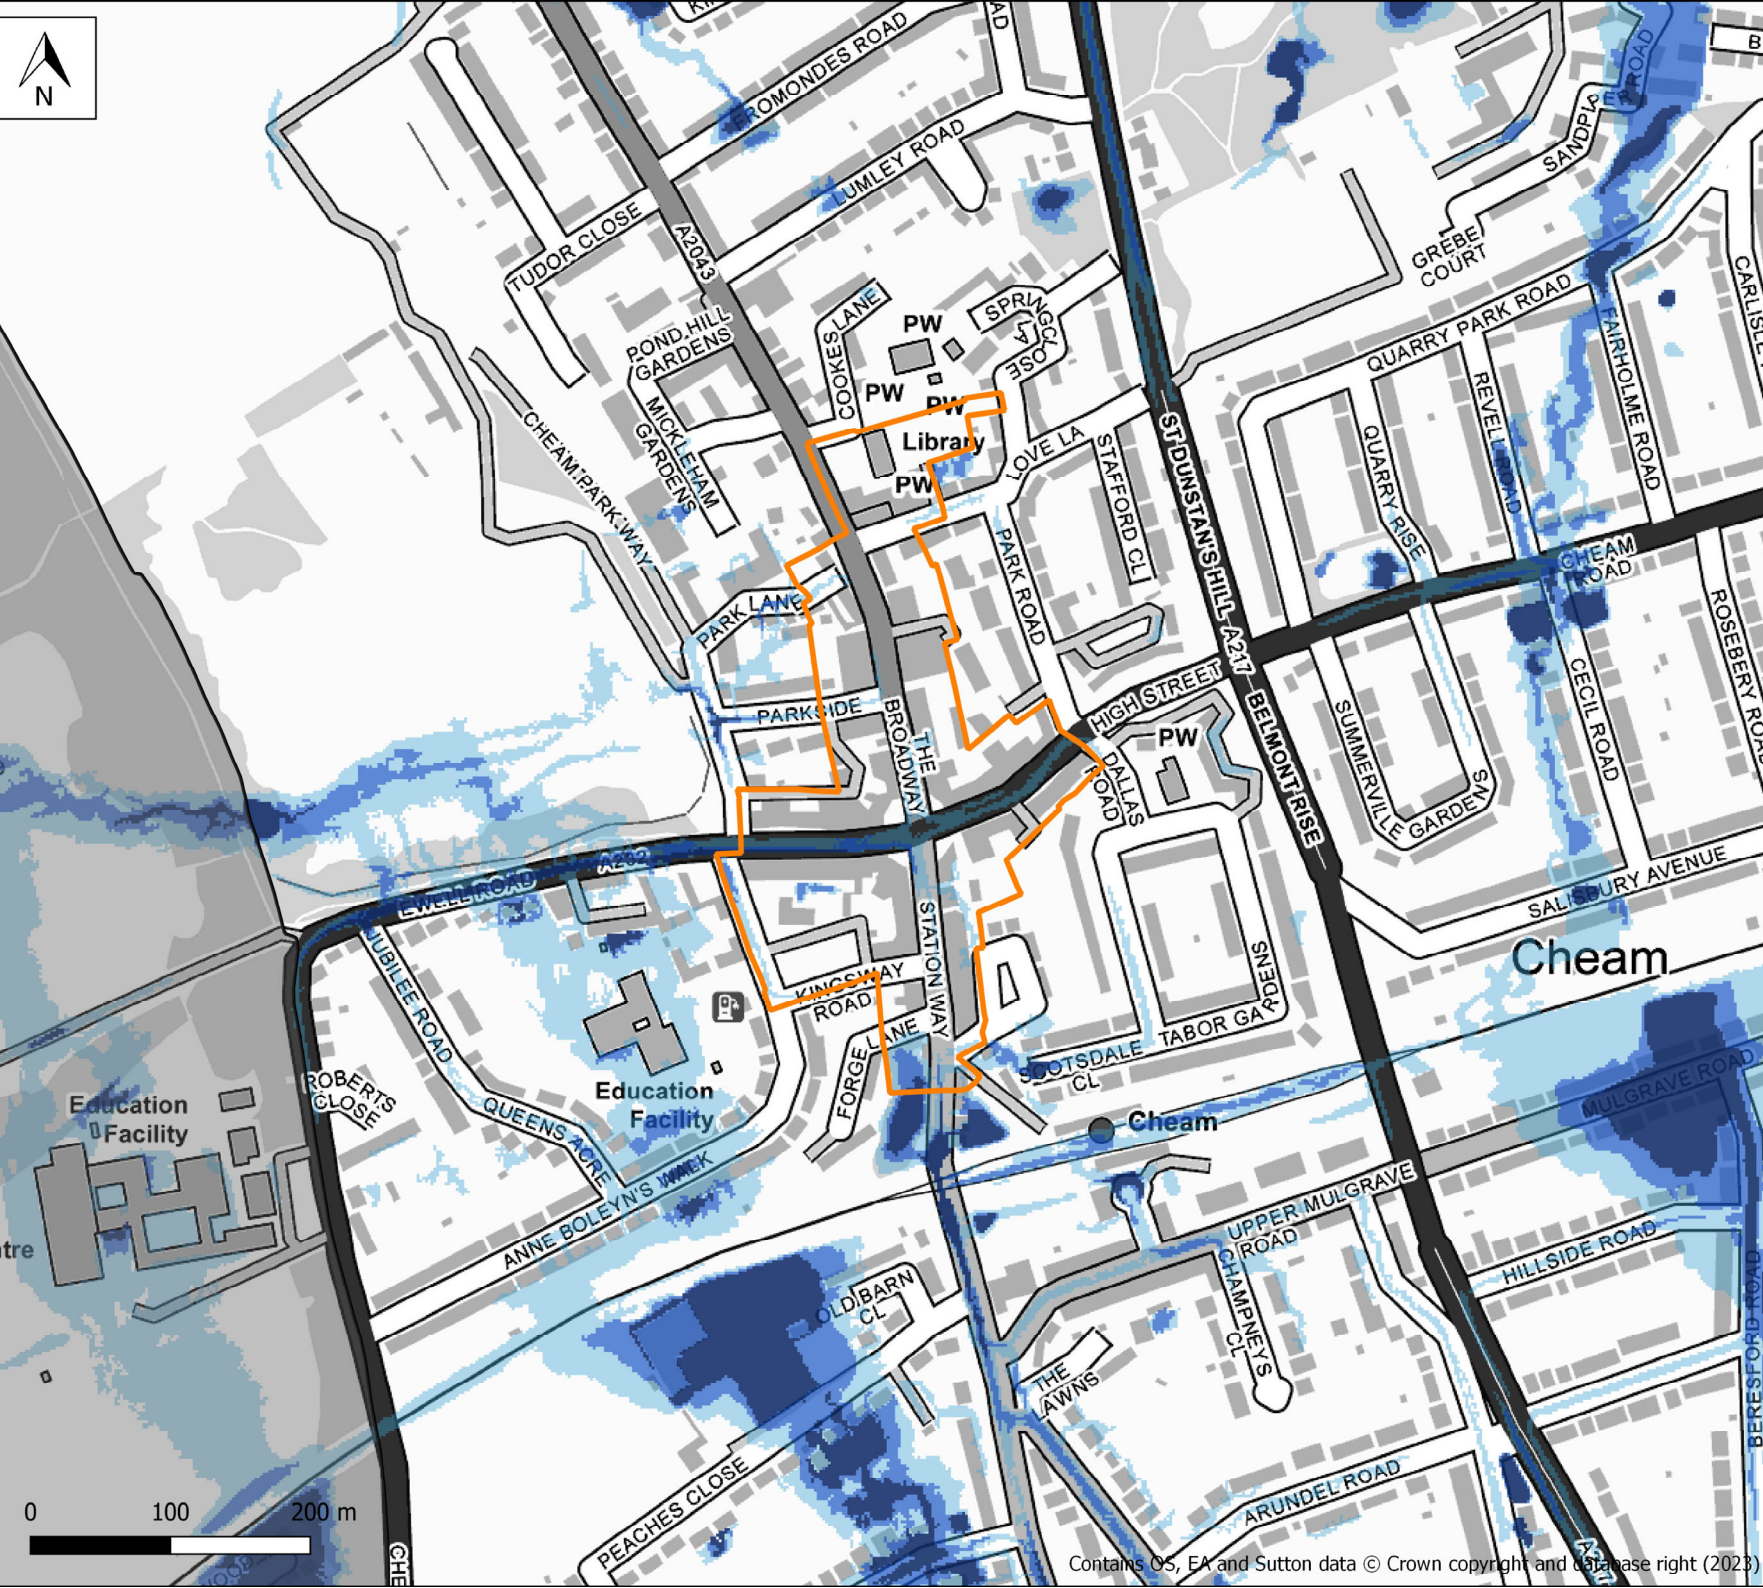 N
FROMONDES ROAD
LUMLEY ROAD
A2043
TUDOR CLOSE
SANDPI
GREBE
COURT
POND HILL
GARDENS
COOKES LANE
PW
SPRINGCL
OSE
LA
PW
PW
QUARRY PARK ROAD
FAIRHOLME ROAD
CARLISLE
MICKLEHAM
GARDENS
CHEAM PARK WAY
Library
PW
LOVE LA
STAFFORD CL
ST DUNSTAN'S HILL
A217
QUARRY RISE
REVELL ROAD
CHEAM
ROAD
PARK LANE
PARK ROAD
HIGH STREET
BELMONT RISE
ROSEBERY ROAD
CECIL ROAD
PARKSIDE
THE
BROADWAY
PW
DALLAS
ROAD
SUMMERVILLE
GARDENS
A232
EWELL ROAD
SALISBURY AVENUE
STATION WAY
Cheam
JUBILEE ROAD
KINGSWAY
ROAD
TABOR GARDENS
SCOTSDALE
CL
FORGE
LANE
ROBERTS
CLOSE
Education
Facility
Education
Facility
QUEENS ACRE
Cheam
MULGRAVE ROAD
tre
ANNE BOLEYN'S WALK
UPPER MULGRAVE
ROAD
HILLSIDE ROAD
OLD BARN
CL
CHAMPNEYS
CL
BERESFORD ROAD
THE
LAWNS
PEACHES CLOSE
ARUNDEL ROAD
0 100 200 m
CHE
Contains OS, EA and Sutton data © Crown copyright and database right (2023)